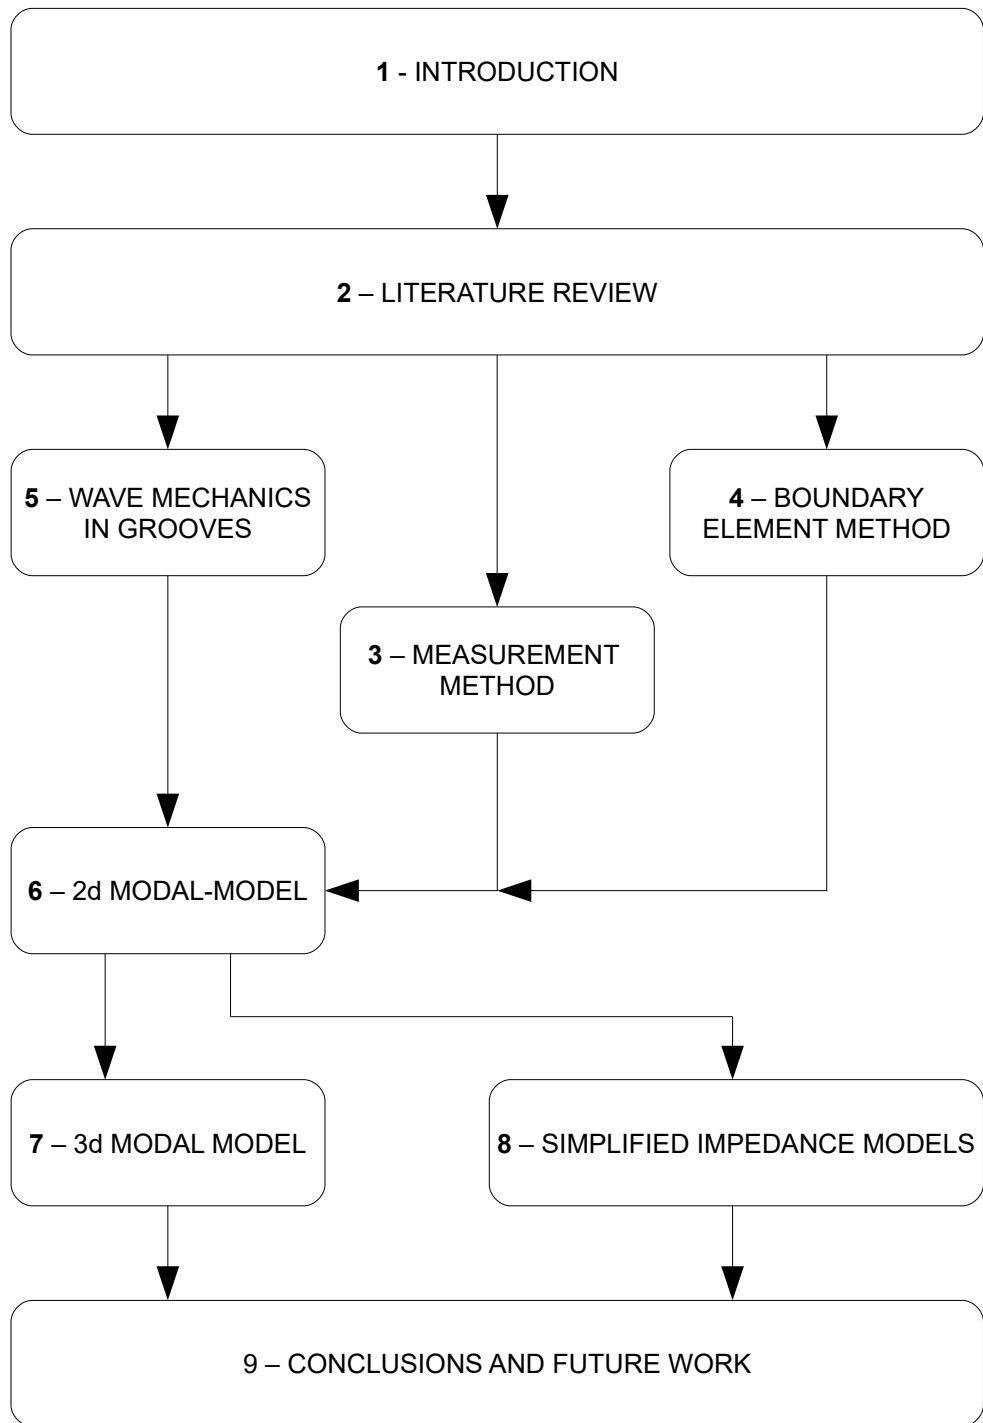 1 - INTRODUCTION
2 – LITERATURE REVIEW
5 – WAVE MECHANICS
IN GROOVES
4 – BOUNDARY
ELEMENT METHOD
3 – MEASUREMENT
METHOD
6 – 2d MODAL-MODEL
7 – 3d MODAL MODEL
8 – SIMPLIFIED IMPEDANCE MODELS
9 – CONCLUSIONS AND FUTURE WORK